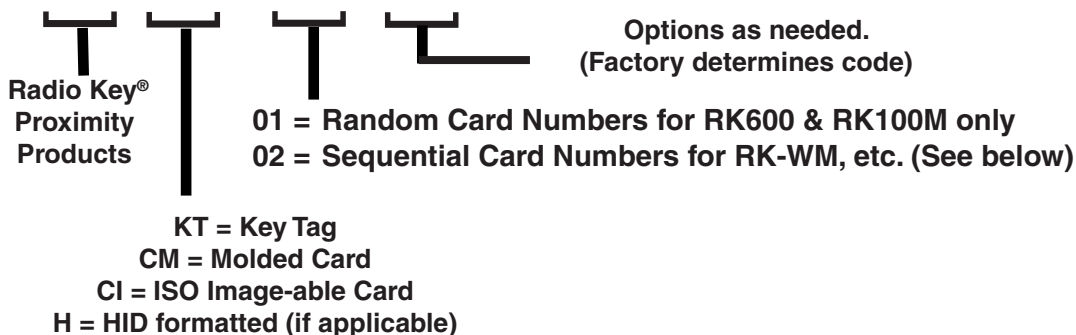 Options as needed.
(Factory determines code)
Radio Key®
Proximity
Products
01 = Random Card Numbers for RK600 & RK100M only
02 = Sequential Card Numbers for RK-WM, etc. (See below)
KT = Key Tag
CM = Molded Card
CI = ISO Image-able Card
H = HID formatted (if applicable)